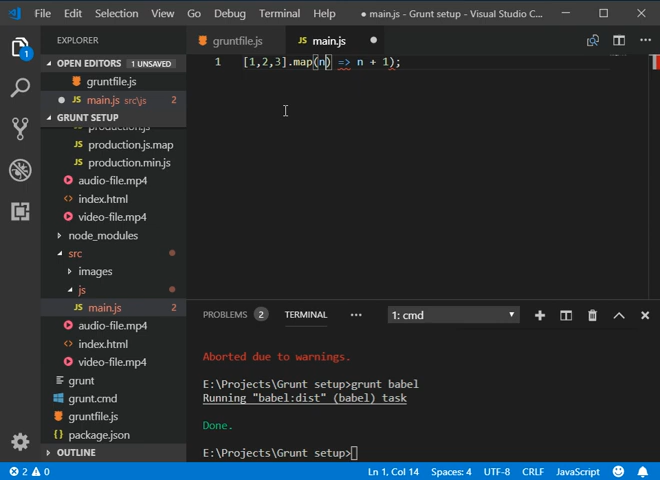 File Edit Selection View Go Debug Terminal Help
main.js - Grunt setup - Visual Studio C...
EXPLORER
gruntfile.js
JS main.js
OPEN EDITORS 1 UNSAVED
gruntfile.js
JS main.js src\js 2
GRUNT SETUP
production.js
JS production.js.map
JS production.min.js
audio-file.mp4
<> index.html
video-file.mp4
node_modules
src
images
js
JS main.js 2
audio-file.mp4
<> index.html
video-file.mp4
grunt
grunt.cmd
gruntfile.js
{} package.json
OUTLINE
1
1 [1,2,3].map(n) => n + 1);
PROBLEMS 2 TERMINAL ... 1: cmd
Aborted due to warnings.
E:\Projects\Grunt setup>grunt babel
Running "babel:dist" (babel) task
Done.
E:\Projects\Grunt setup>
2 0 Ln 1, Col 14 Spaces: 4 UTF-8 CRLF JavaScript